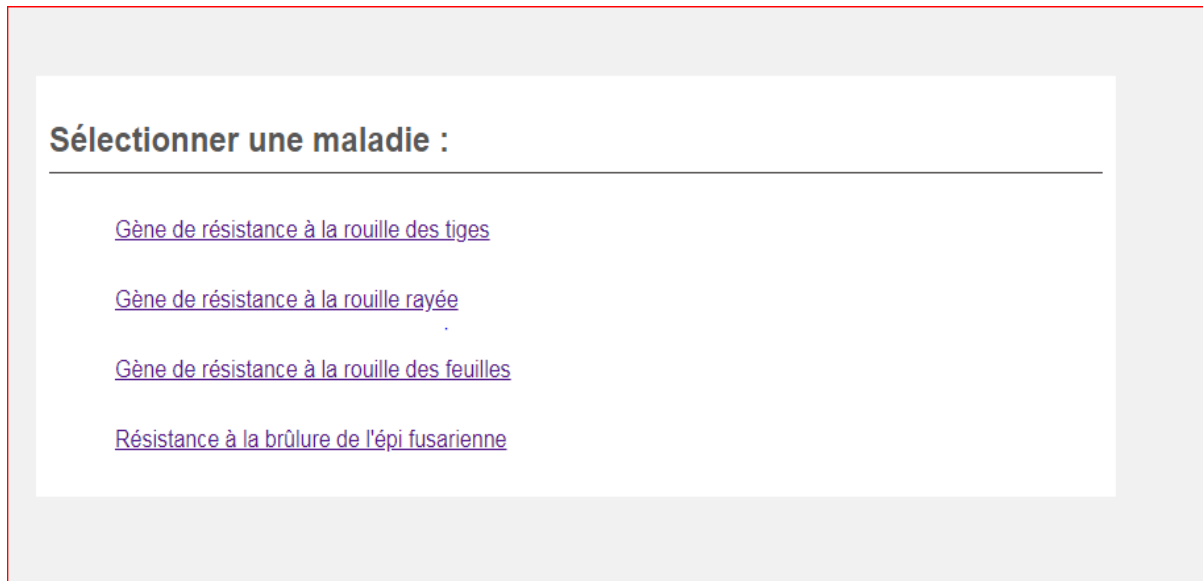 Sélectionner une maladie :
Gène de résistance à la rouille des tiges
Gène de résistance à la rouille rayée
Gène de résistance à la rouille des feuilles
Résistance à la brûlure de l'épi fusarienne